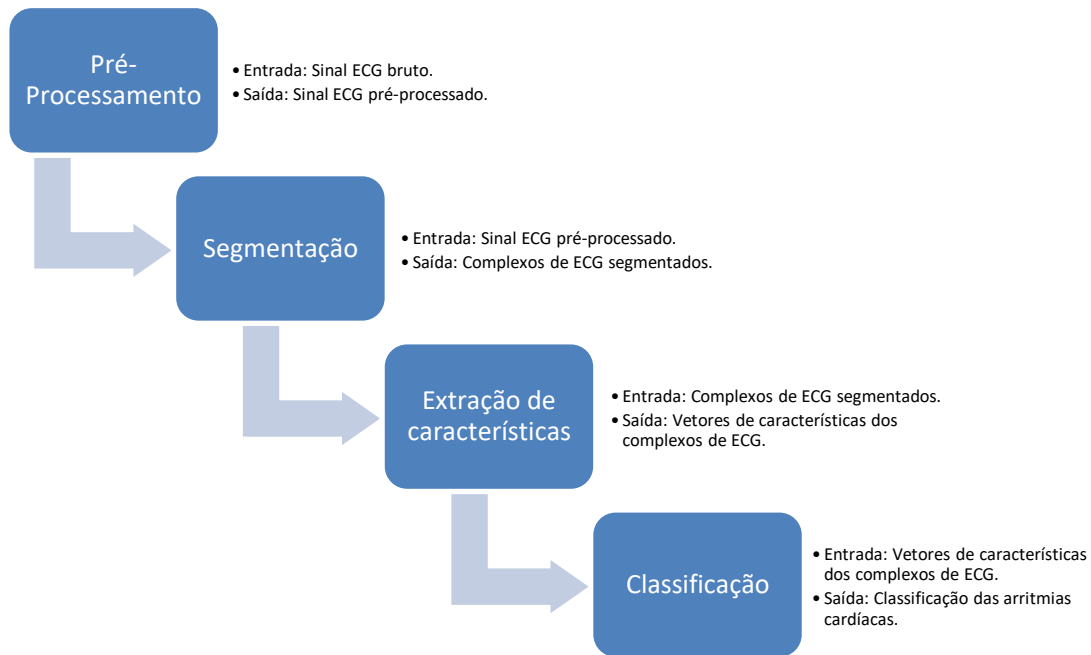 Pré-
Processamento
• Entrada: Sinal ECG bruto.
• Saída: Sinal ECG pré-processado.
Segmentação
• Entrada: Sinal ECG pré-processado.
• Saída: Complexos de ECG segmentados.
Extração de
características
• Entrada: Complexos de ECG segmentados.
• Saída: Vetores de características dos
complexos de ECG.
Classificação
• Entrada: Vetores de características
dos complexos de ECG.
• Saída: Classificação das arritmias
cardíacas.